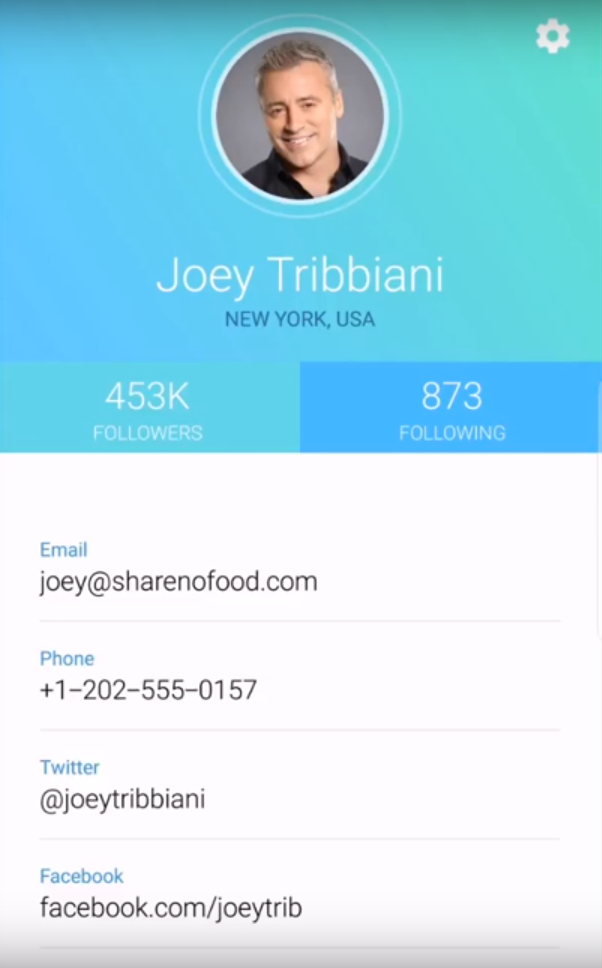 Joey Tribbiani
NEW YORK, USA
453K
FOLLOWERS
873
FOLLOWING
Email
joey@sharenofood.com
Phone
+1–202–555–0157
Twitter
@joeytribbiani
Facebook
facebook.com/joeytrib